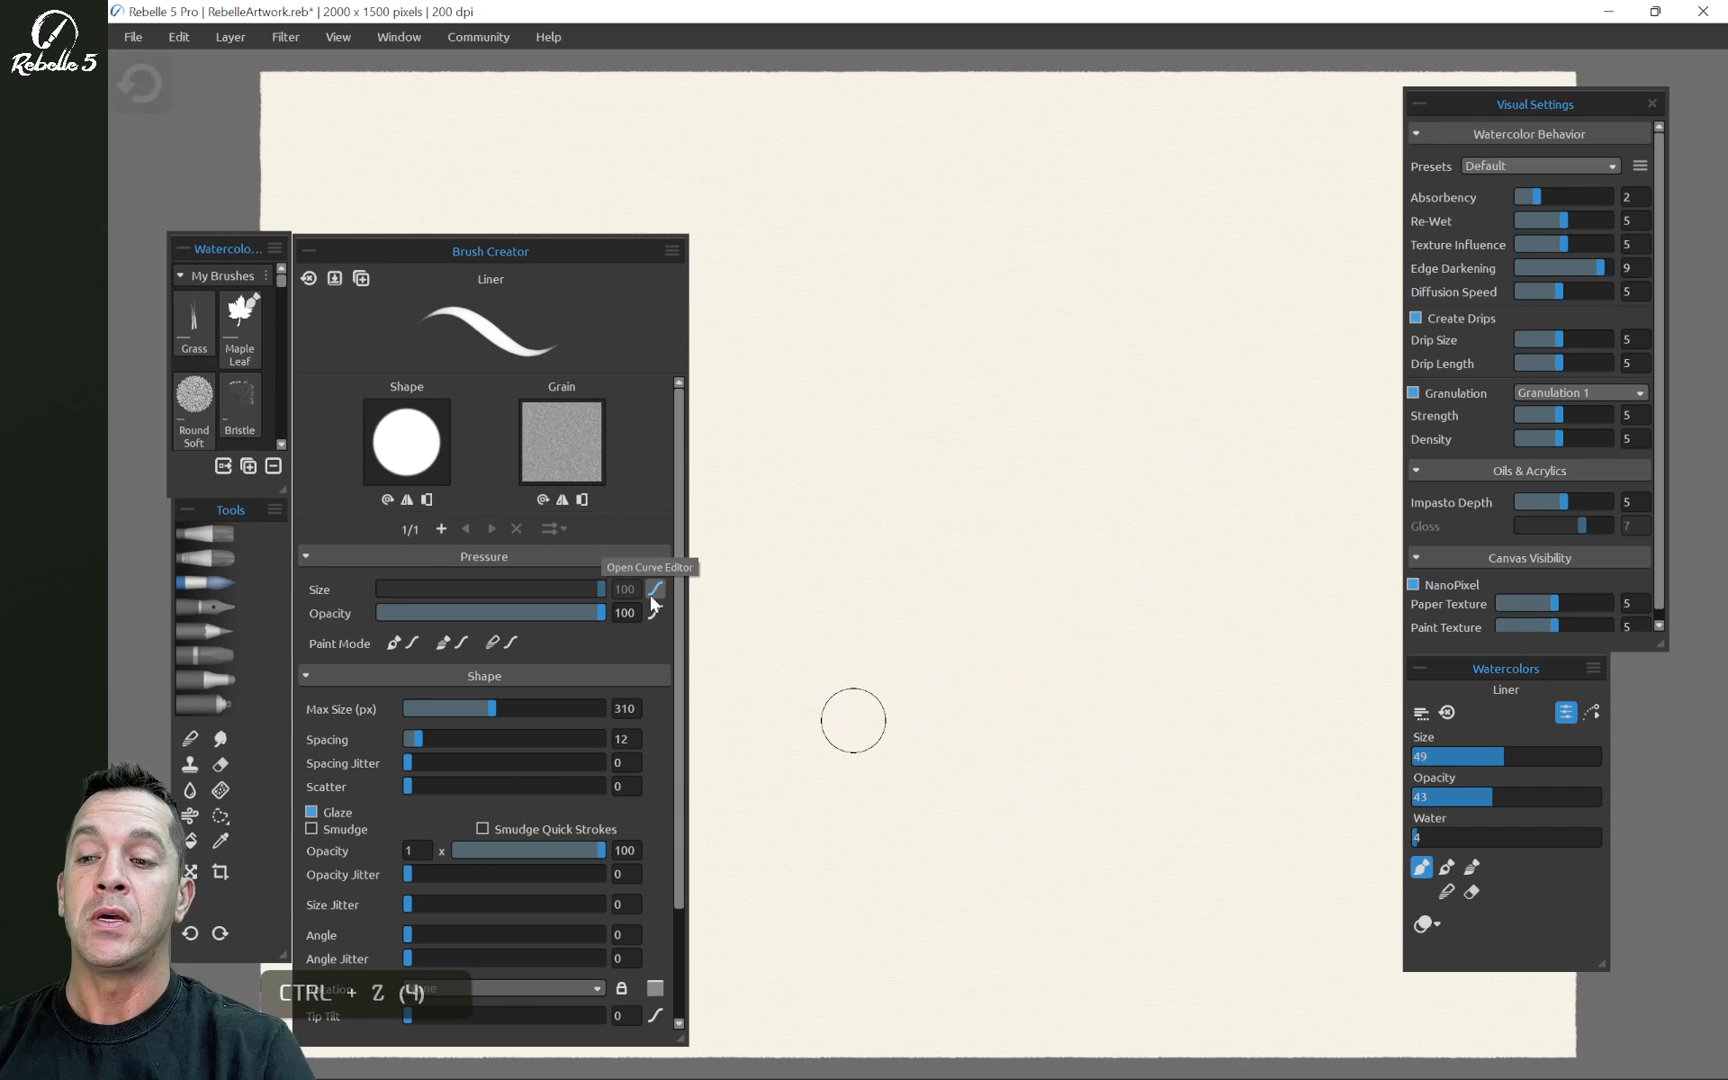 Rebelle 5
Rebelle 5 Pro | RebelleArtwork.reb* | 2000 x 1500 pixels | 200 dpi
File Edit Layer Filter View Window Community Help
Watercolo...
My Brushes
Grass
Maple
Leaf
Round
Soft
Bristle
Tools
Brush Creator
Liner
Shape Grain
1/1
Pressure
Open Curve Editor
Size 100
Opacity 100
Paint Mode
Shape
Max Size (px) 310
Spacing 12
Spacing Jitter 0
Scatter 0
Glaze
Smudge Smudge Quick Strokes
Opacity 1 x 100
Opacity Jitter 0
Size Jitter 0
Angle 0
Angle Jitter 0
CTRL + Z (4)
Tip Tilt 0
Visual Settings
Watercolor Behavior
Presets Default
Absorbency 2
Re-Wet 5
Texture Influence 5
Edge Darkening 9
Diffusion Speed 5
Create Drips
Drip Size 5
Drip Length 5
Granulation Granulation 1
Strength 5
Density 5
Oils & Acrylics
Impasto Depth 5
Gloss 7
Canvas Visibility
NanoPixel
Paper Texture 5
Paint Texture 5
Watercolors
Liner
Size
49
Opacity
43
Water
4